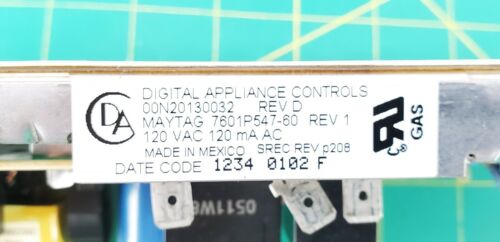 DIGITAL APPLIANCE CONTROLS
00N20130032 REV D
MAYTAG 7601P547-60 REV 1
120 VAC 120 mA, AC
MADE IN MEXICO SREC REV p208
DATE CODE 1234 0102 F
DA
C
GAS